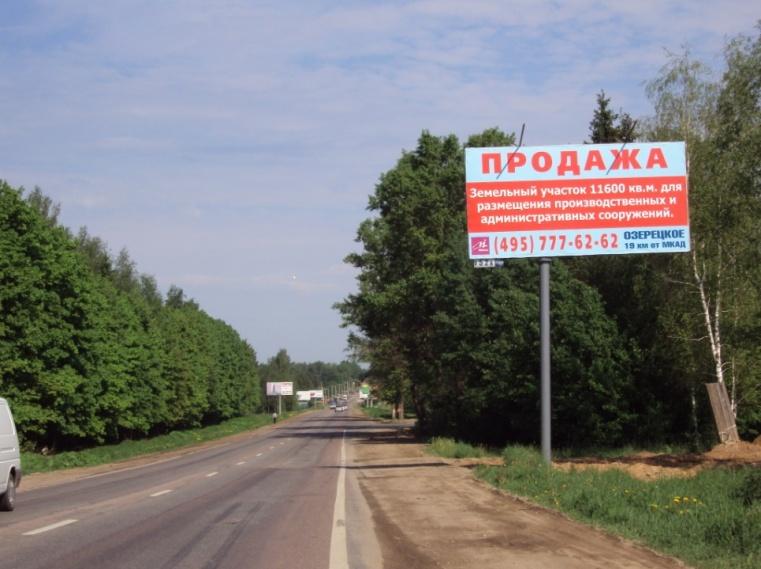 ПРОДАЖА
Земельный участок 11600 кв.м. для
размещения производственных и
административных сооружений.
(495) 777-62-62
ОЗЕРЕЦКОЕ
19 км от МКАД